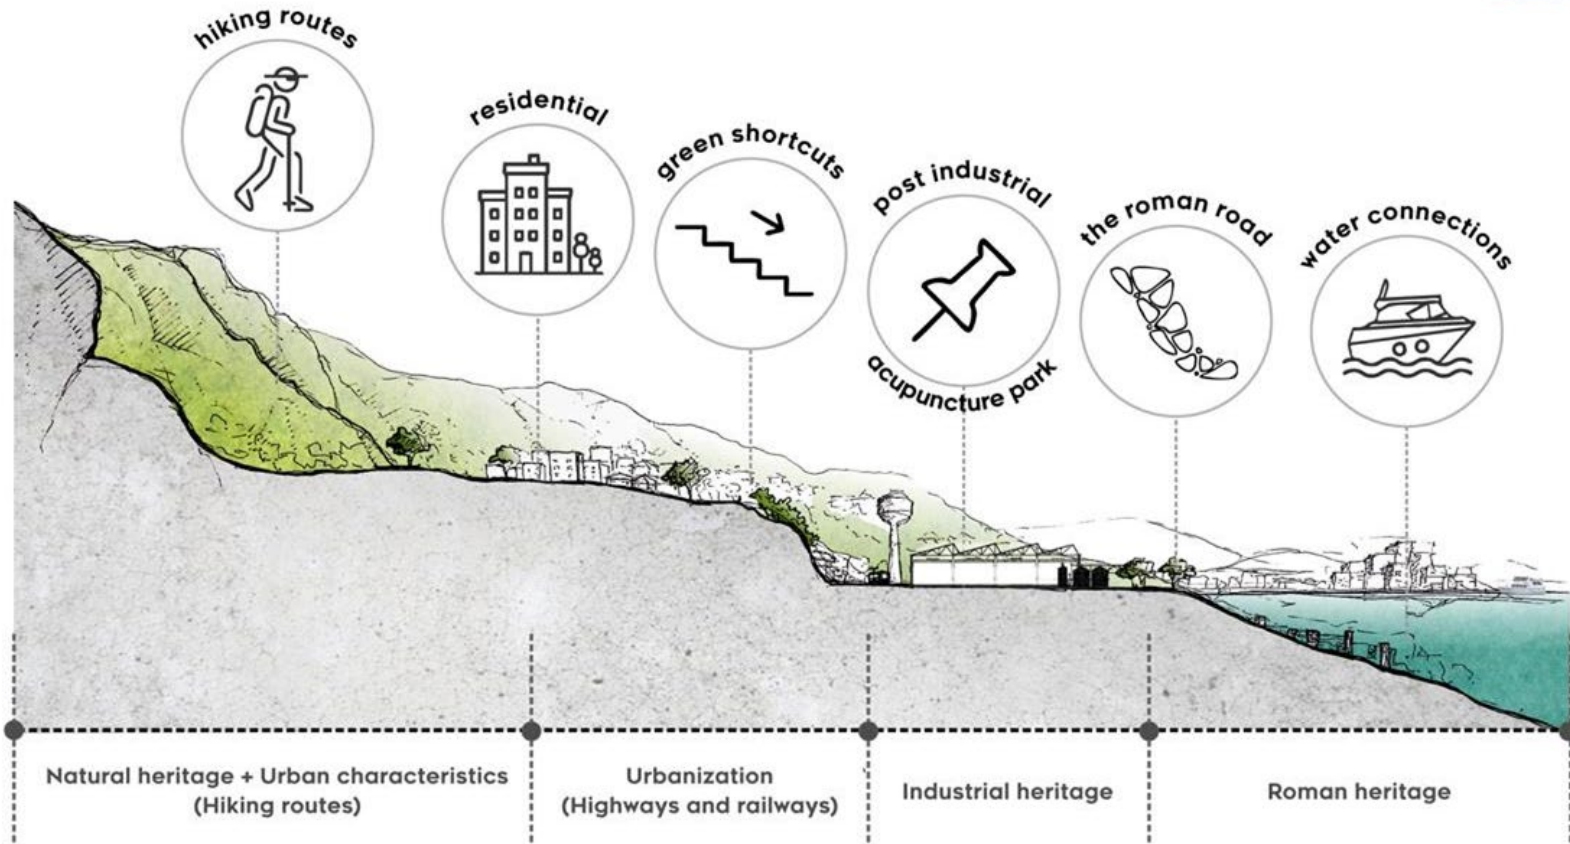 hiking routes
residential
green shortcuts
post industrial
acupuncture park
the roman road
water connections
Natural heritage + Urban characteristics
(Hiking routes)
Urbanization
(Highways and railways)
Industrial heritage
Roman heritage